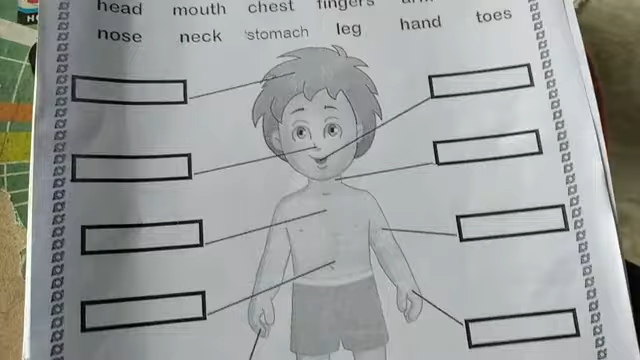 head mouth chest fingers
nose neck stomach leg hand toes